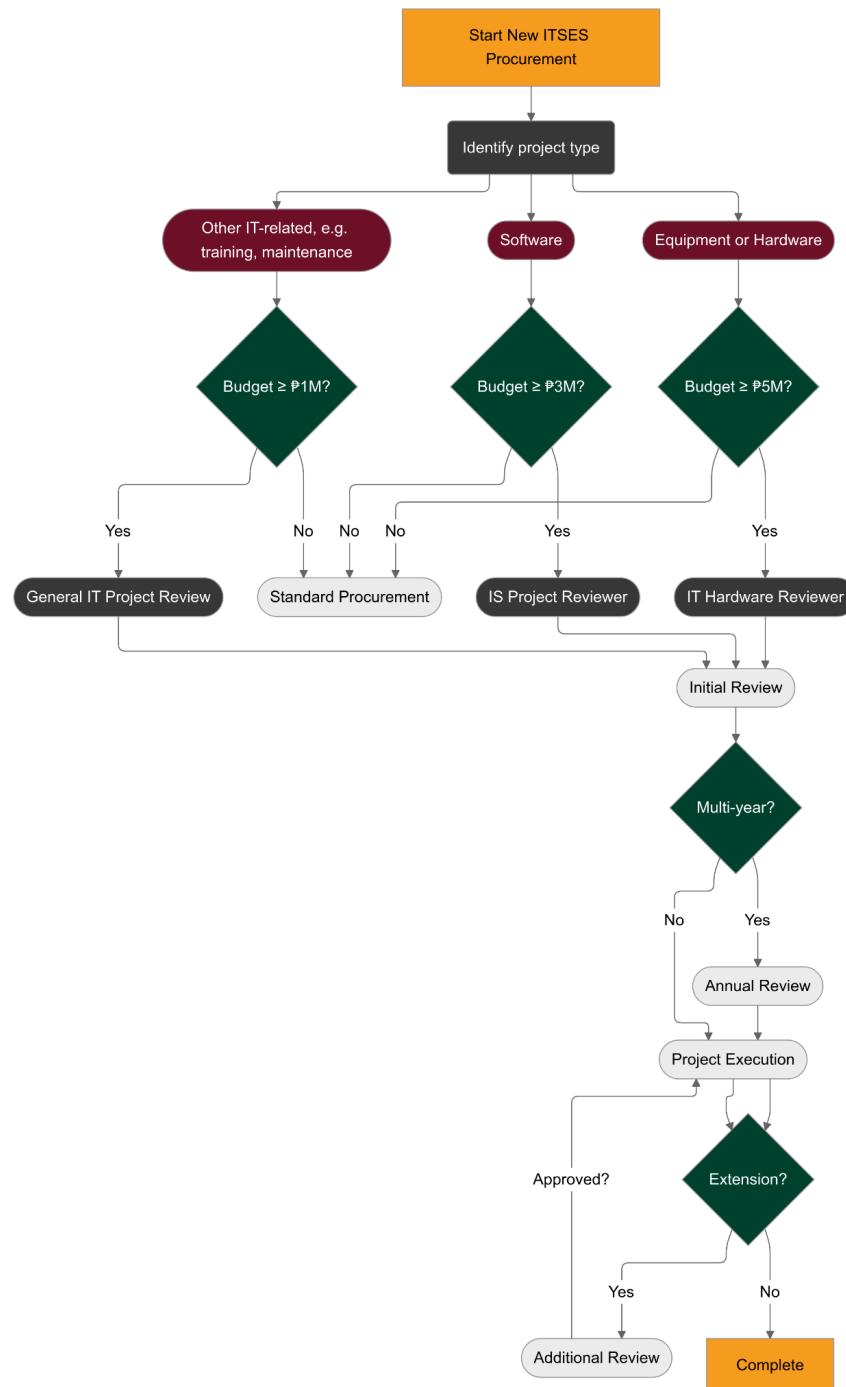 Start New ITSES
Procurement
Identify project type
Other IT-related, e.g.
training, maintenance
Software
Equipment or Hardware
Budget ≥ ₱1M?
Budget ≥ ₱3M?
Budget ≥ ₱5M?
Yes
No
No
No
Yes
Yes
General IT Project Review
Standard Procurement
IS Project Reviewer
IT Hardware Reviewer
Initial Review
Multi-year?
No
Yes
Annual Review
Project Execution
Approved?
Extension?
Yes
No
Additional Review
Complete